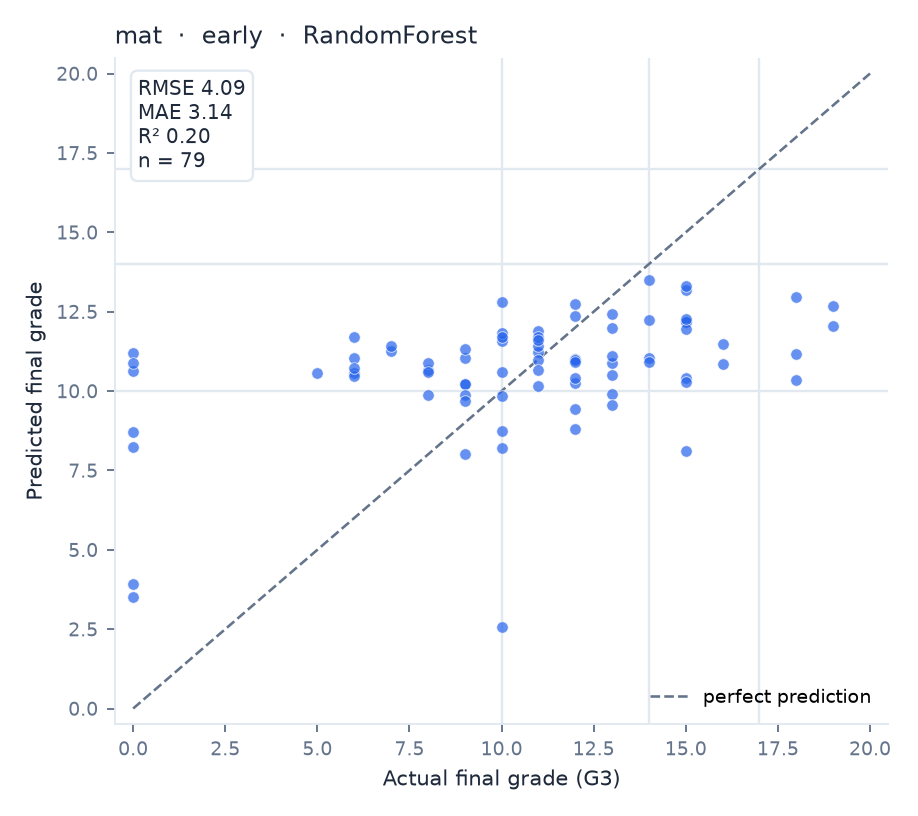 mat · early · RandomForest
RMSE 4.09
MAE 3.14
R² 0.20
n = 79
20.0
17.5
15.0
12.5
10.0
7.5
5.0
2.5
0.0
Predicted final grade
perfect prediction
0.0 2.5 5.0 7.5 10.0 12.5 15.0 17.5 20.0
Actual final grade (G3)